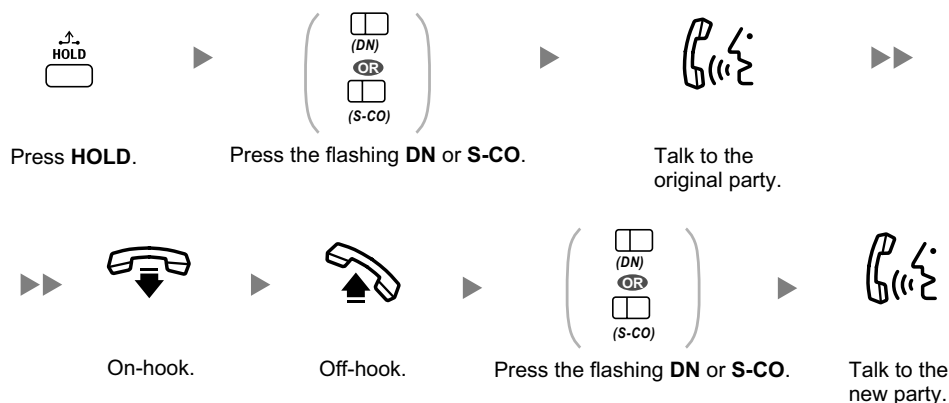 HOLD
(DN)
OR
(S-CO)
Press HOLD.
Press the flashing DN or S-CO.
Talk to the
original party.
On-hook.
Off-hook.
(DN)
OR
(S-CO)
Press the flashing DN or S-CO.
Talk to the
new party.